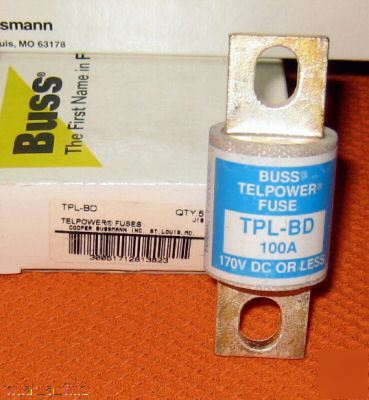 ssmann
uis, MO 63178
Buss®
The First Name in F
TPL-BD
QTY 5
TELPOWER® FUSES
COOPER BUSSMANN INC. ST. LOUIS, MO.
BUSS®
TELPOWER®
FUSE
TPL-BD
100A
170V DC OR LESS